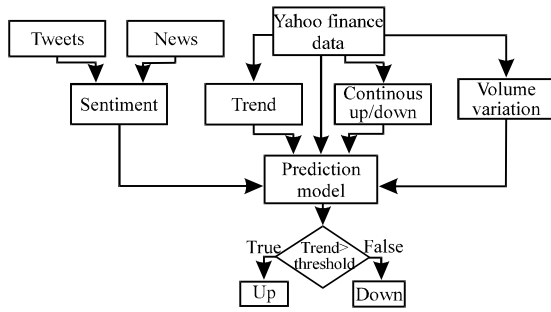 Tweets
News
Yahoo finance
data
Sentiment
Trend
Continous
up/down
Volume
variation
Prediction
model
True
Trend>
threshold
False
Up
Down